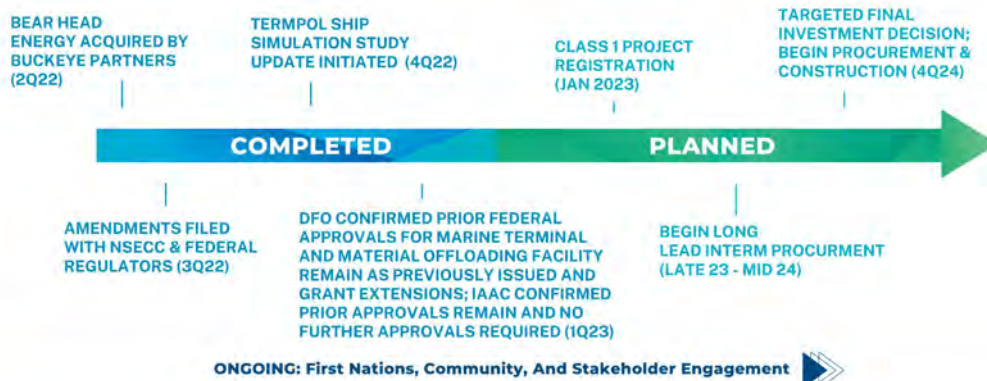 BEAR HEAD
ENERGY ACQUIRED BY
BUCKEYE PARTNERS
(2Q22)
TERMPOL SHIP
SIMULATION STUDY
UPDATE INITIATED (4Q22)
CLASS 1 PROJECT
REGISTRATION
(JAN 2023)
TARGETED FINAL
INVESTMENT DECISION;
BEGIN PROCUREMENT &
CONSTRUCTION (4Q24)
COMPLETED
PLANNED
AMENDMENTS FILED
WITH NSECC & FEDERAL
REGULATORS (3Q22)
DFO CONFIRMED PRIOR FEDERAL
APPROVALS FOR MARINE TERMINAL
AND MATERIAL OFFLOADING FACILITY
REMAIN AS PREVIOUSLY ISSUED AND
GRANT EXTENSIONS; IAAC CONFIRMED
PRIOR APPROVALS REMAIN AND NO
FURTHER APPROVALS REQUIRED (1Q23)
BEGIN LONG
LEAD INTERM PROCURMENT
(LATE 23 - MID 24)
ONGOING: First Nations, Community, And Stakeholder Engagement